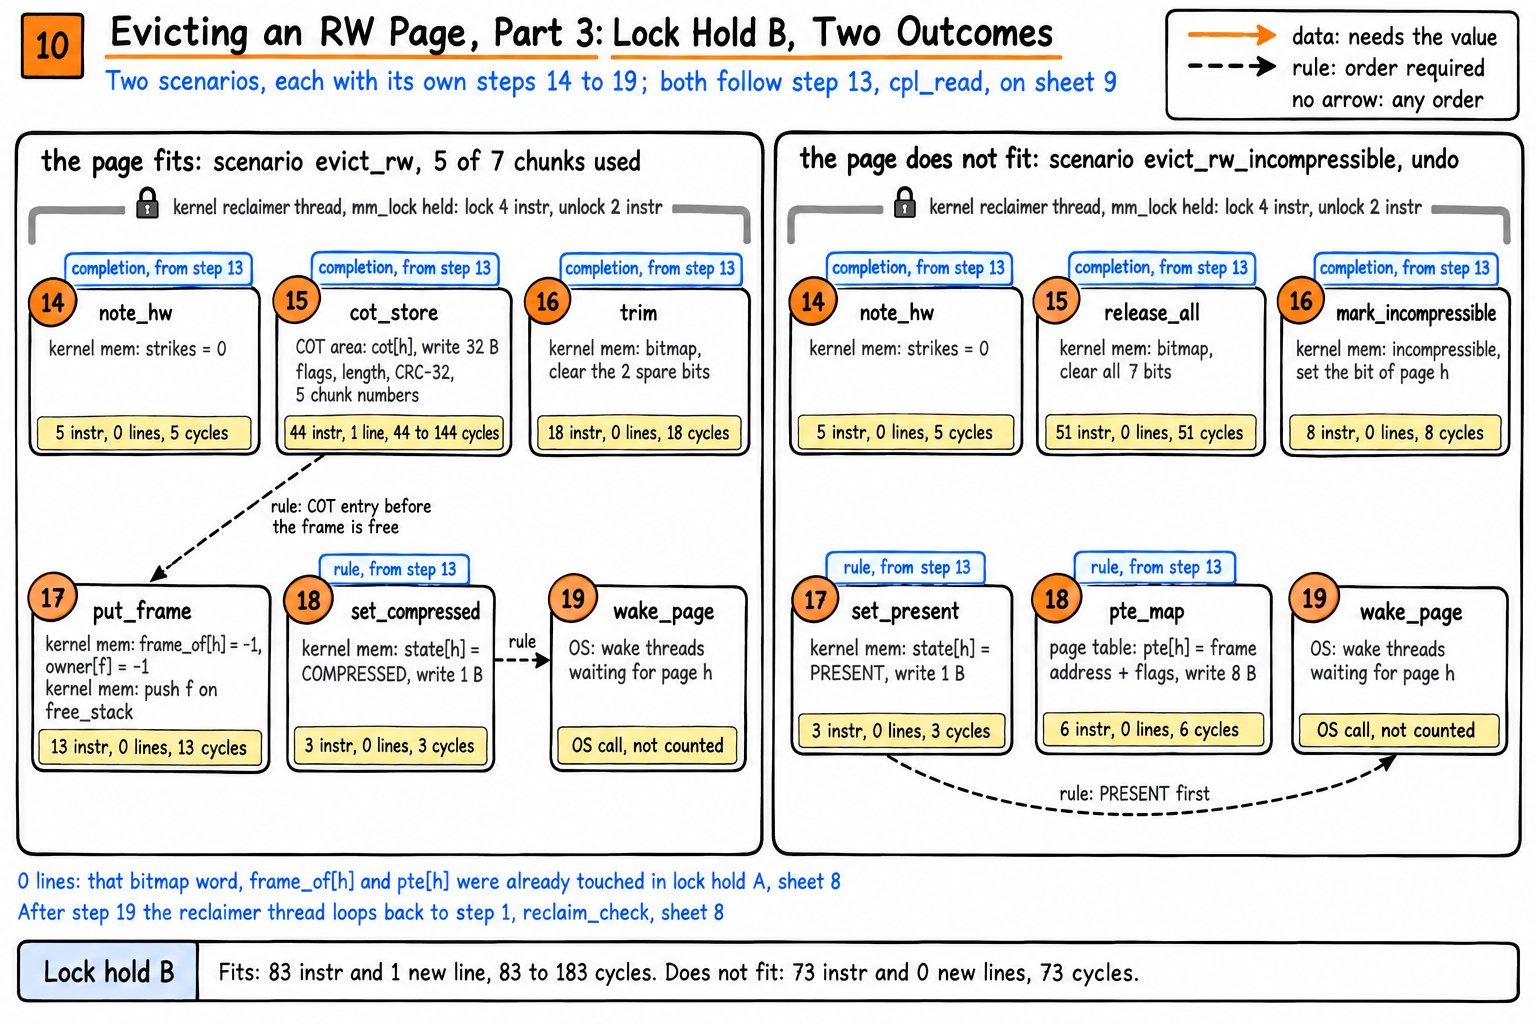 10
Evicting an RW Page, Part 3: Lock Hold B, Two Outcomes
Two scenarios, each with its own steps 14 to 19; both follow step 13, cpl_read, on sheet 9
data: needs the value
rule: order required
no arrow: any order
the page fits: scenario evict_rw, 5 of 7 chunks used
kernel reclaimer thread, mm_lock held: lock 4 instr, unlock 2 instr
completion, from step 13
14
note_hw
kernel mem: strikes = 0
5 instr, 0 lines, 5 cycles
completion, from step 13
15
cot_store
COT area: cot[h], write 32 B
flags, length, CRC-32,
5 chunk numbers
44 instr, 1 line, 44 to 144 cycles
completion, from step 13
16
trim
kernel mem: bitmap,
clear the 2 spare bits
18 instr, 0 lines, 18 cycles
rule: COT entry before
the frame is free
17
put_frame
kernel mem: frame_of[h] = -1,
owner[f] = -1
kernel mem: push f on
free_stack
13 instr, 0 lines, 13 cycles
rule, from step 13
18
set_compressed
kernel mem: state[h] =
COMPRESSED, write 1 B
3 instr, 0 lines, 3 cycles
rule
19
wake_page
OS: wake threads
waiting for page h
OS call, not counted
the page does not fit: scenario evict_rw_incompressible, undo
kernel reclaimer thread, mm_lock held: lock 4 instr, unlock 2 instr
completion, from step 13
14
note_hw
kernel mem: strikes = 0
5 instr, 0 lines, 5 cycles
completion, from step 13
15
release_all
kernel mem: bitmap,
clear all 7 bits
51 instr, 0 lines, 51 cycles
completion, from step 13
16
mark_incompressible
kernel mem: incompressible,
set the bit of page h
8 instr, 0 lines, 8 cycles
rule, from step 13
17
set_present
kernel mem: state[h] =
PRESENT, write 1 B
3 instr, 0 lines, 3 cycles
rule, from step 13
18
pte_map
page table: pte[h] = frame
address + flags, write 8 B
6 instr, 0 lines, 6 cycles
19
wake_page
OS: wake threads
waiting for page h
OS call, not counted
rule: PRESENT first
0 lines: that bitmap word, frame_of[h] and pte[h] were already touched in lock hold A, sheet 8
After step 19 the reclaimer thread loops back to step 1, reclaim_check, sheet 8
Lock hold B
Fits: 83 instr and 1 new line, 83 to 183 cycles. Does not fit: 73 instr and 0 new lines, 73 cycles.